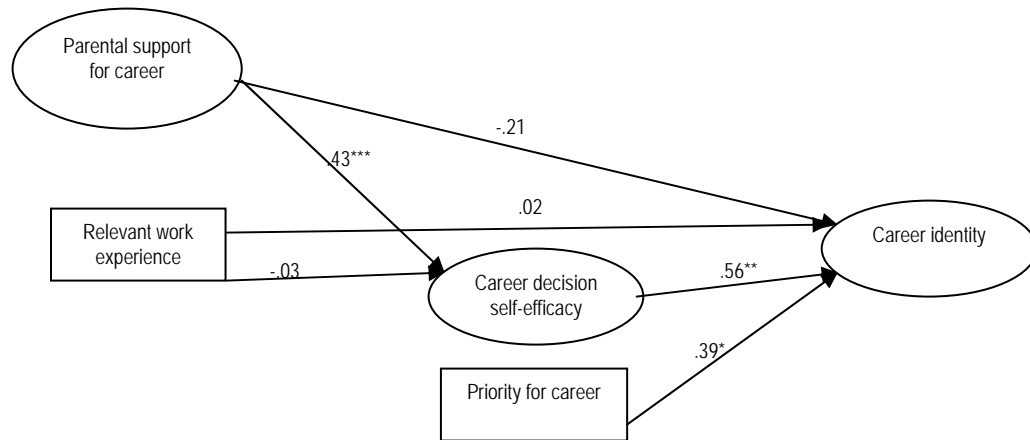 Parental support
for career
-.21
.43***
.02
Relevant work
experience
Career identity
-.03
Career decision
self-efficacy
.56**
.39*
Priority for career